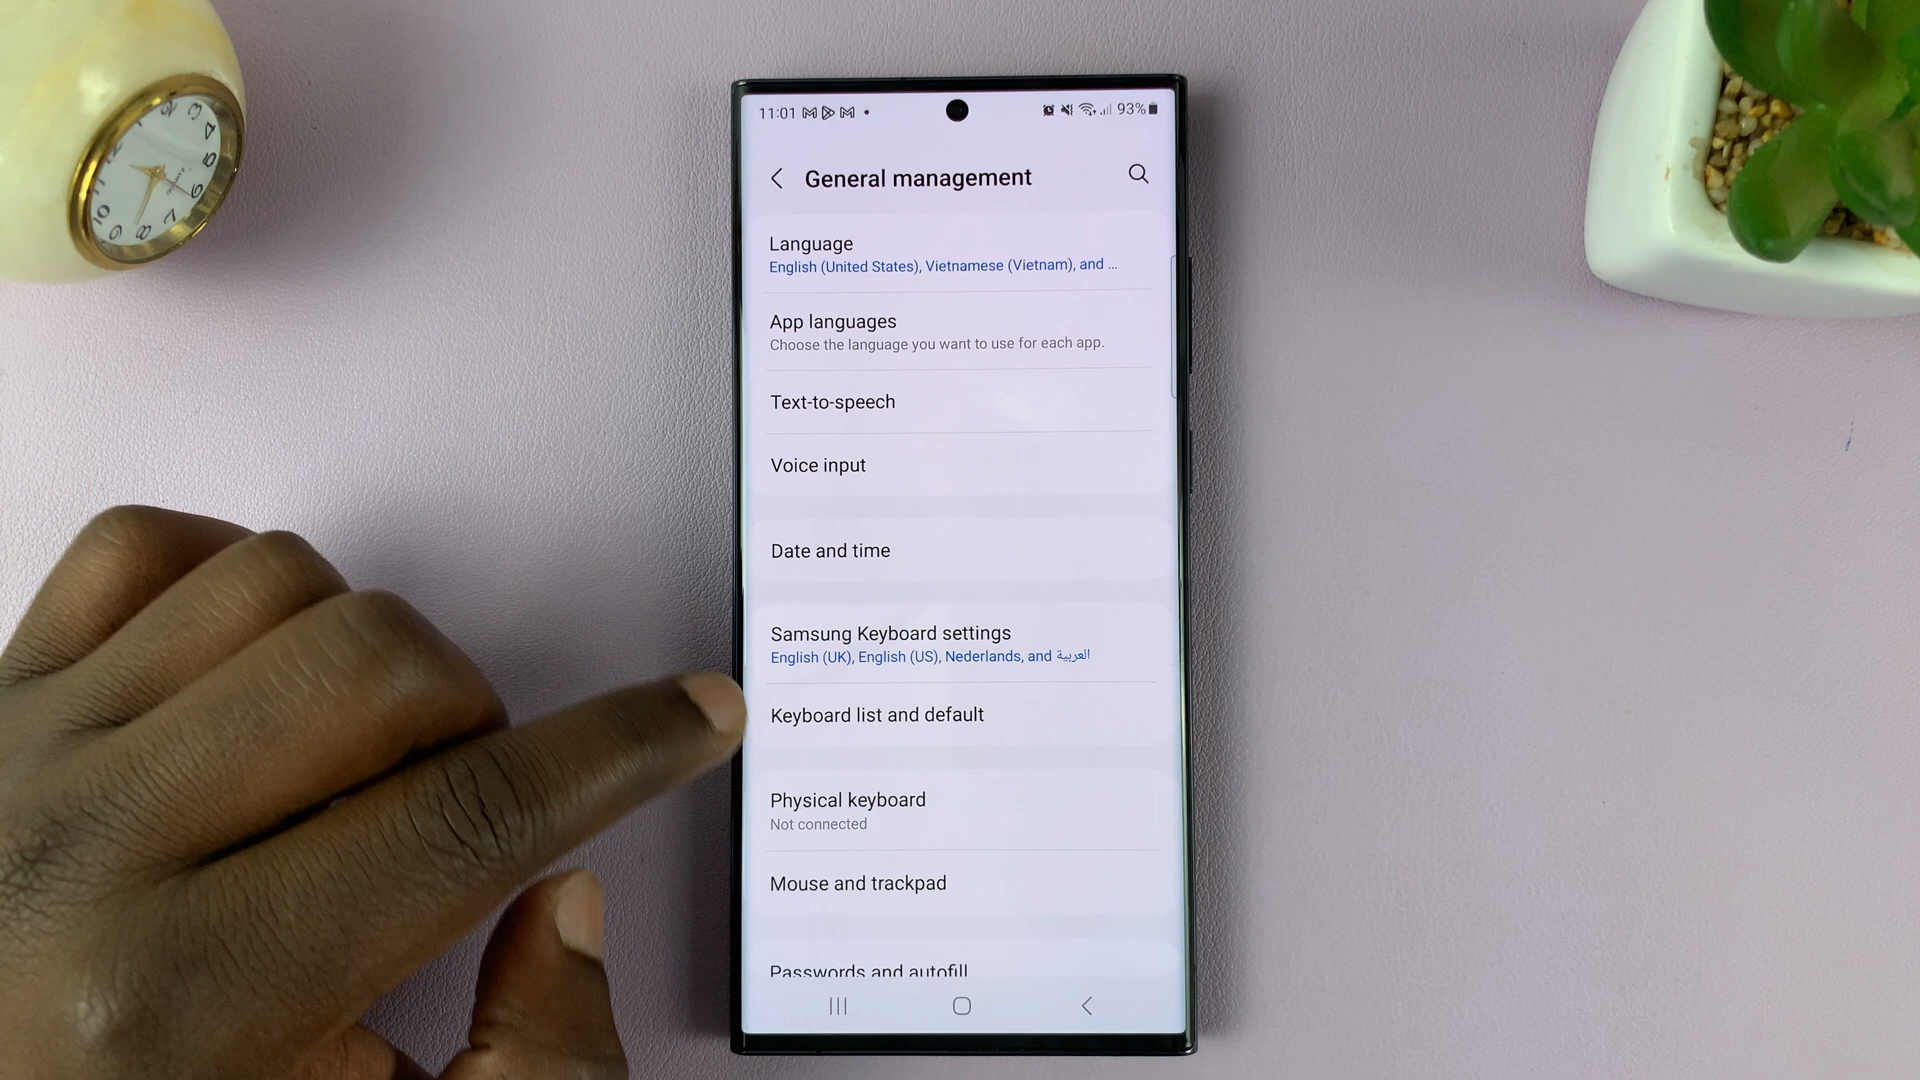 11:01
93%
General management
Language
English (United States), Vietnamese (Vietnam), and ...
App languages
Choose the language you want to use for each app.
Text-to-speech
Voice input
Date and time
Samsung Keyboard settings
English (UK), English (US), Nederlands, and العربية
Keyboard list and default
Physical keyboard
Not connected
Mouse and trackpad
Passwords and autofill